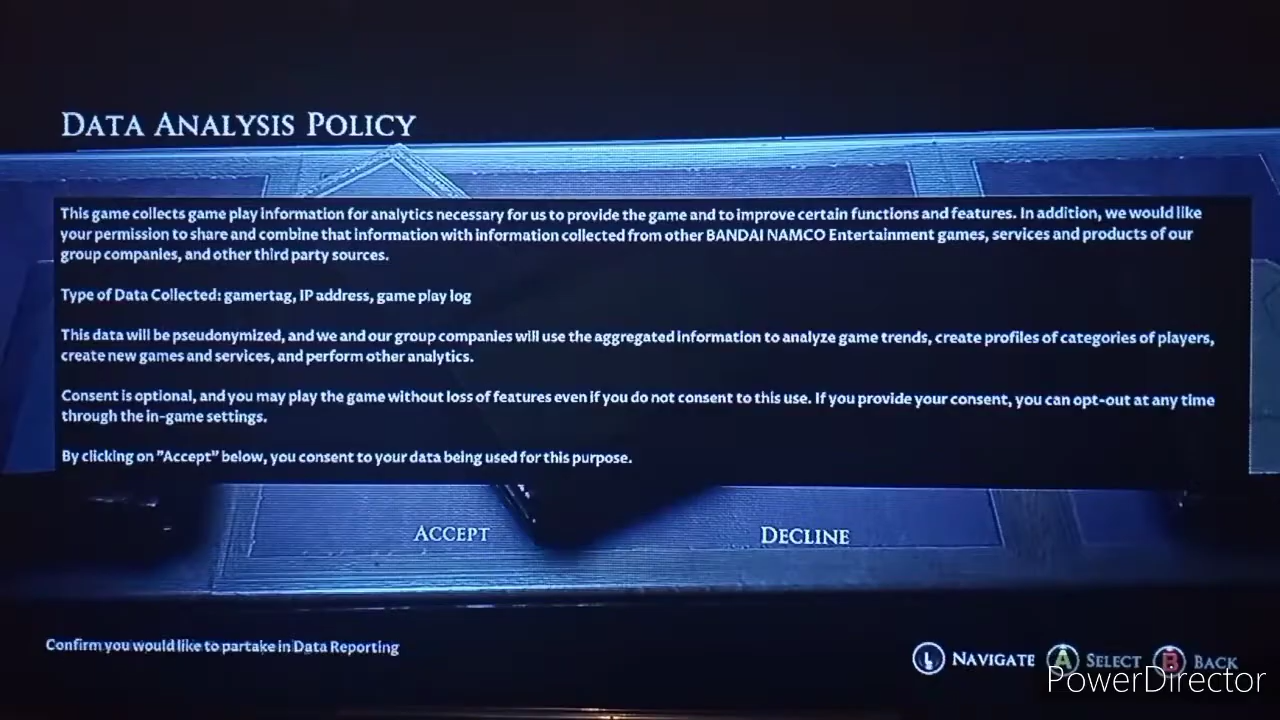 DATA ANALYSIS POLICY
This game collects game play information for analytics necessary for us to provide the game and to improve certain functions and features. In addition, we would like
your permission to share and combine that information with information collected from other BANDAI NAMCO Entertainment games, services and products of our
group companies, and other third party sources.
Type of Data Collected: gamertag, IP address, game play log
This data will be pseudonymized, and we and our group companies will use the aggregated information to analyze game trends, create profiles of categories of players,
create new games and services, and perform other analytics.
Consent is optional, and you may play the game without loss of features even if you do not consent to this use. If you provide your consent, you can opt-out at any time
through the in-game settings.
By clicking on "Accept" below, you consent to your data being used for this purpose.
ACCEPT DECLINE
Confirm you would like to partake in Data Reporting
L NAVIGATE A SELECT B BACK
PowerDirector